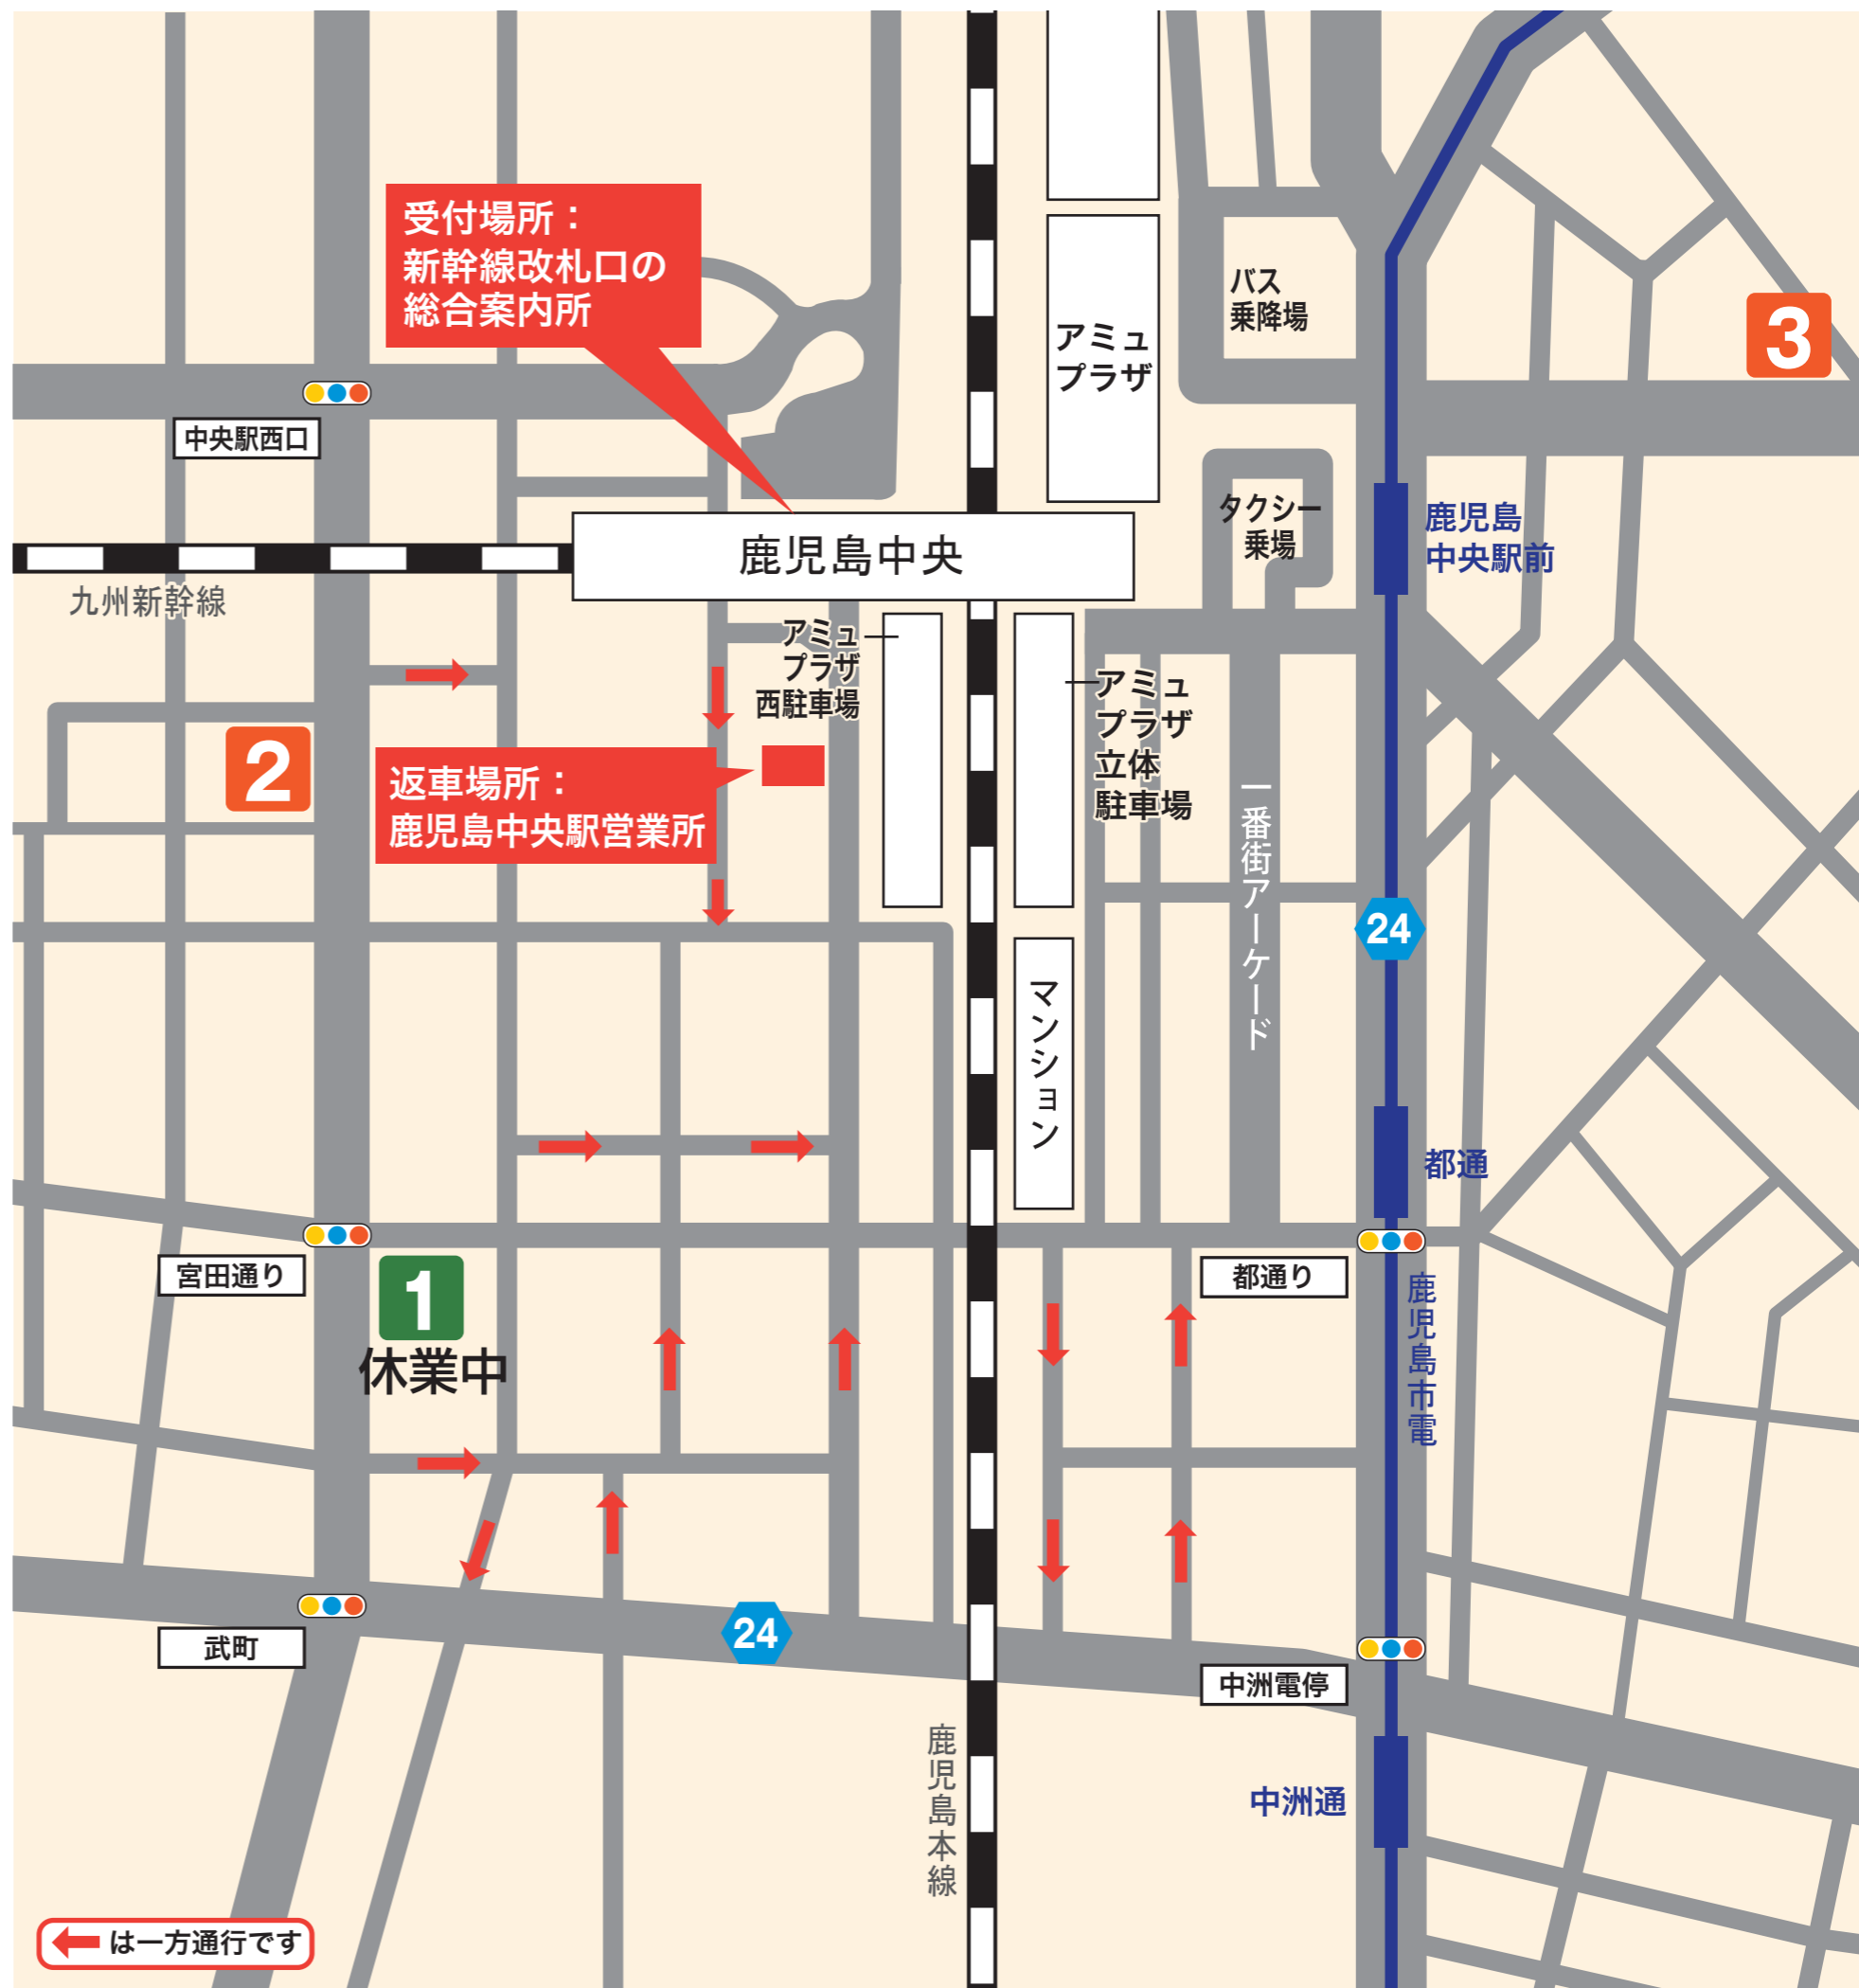 受付場所：
新幹線改札口の
総合案内所
バス
乗降場
3
アミュ
プラザ
中央駅西口
タクシー
乗場
鹿児島
中央駅前
鹿児島中央
九州新幹線
アミュ
プラザ
西駐車場
アミュ
プラザ
立体
駐車場
2
返車場所：
鹿児島中央駅営業所
一番街アーケード
24
マンション
都通
宮田通り
1
休業中
都通り
鹿児島市電
武町
24
中洲電停
鹿児島本線
中洲通
は一方通行です